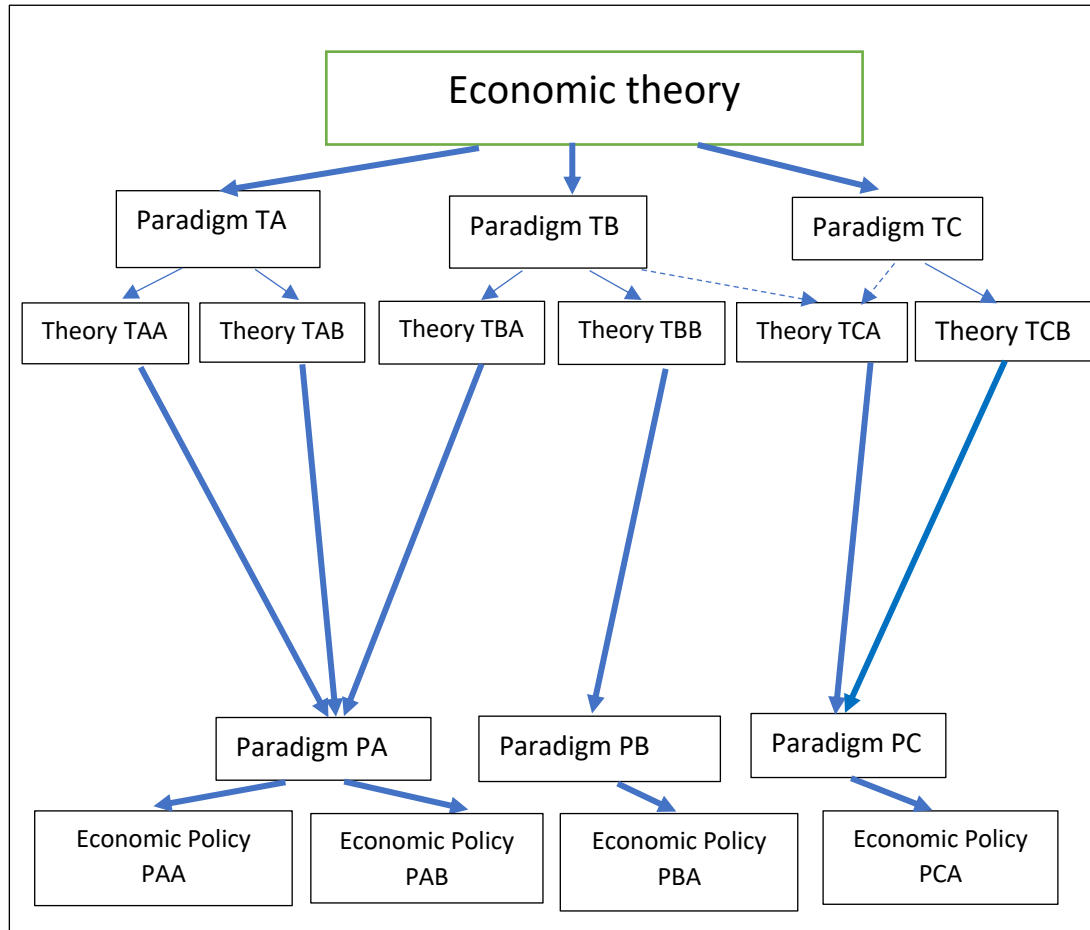 Economic theory
Paradigm TA
Paradigm TB
Paradigm TC
Theory TAA
Theory TAB
Theory TBA
Theory TBB
Theory TCA
Theory TCB
Paradigm PA
Paradigm PB
Paradigm PC
Economic Policy
PAA
Economic Policy
PAB
Economic Policy
PBA
Economic Policy
PCA